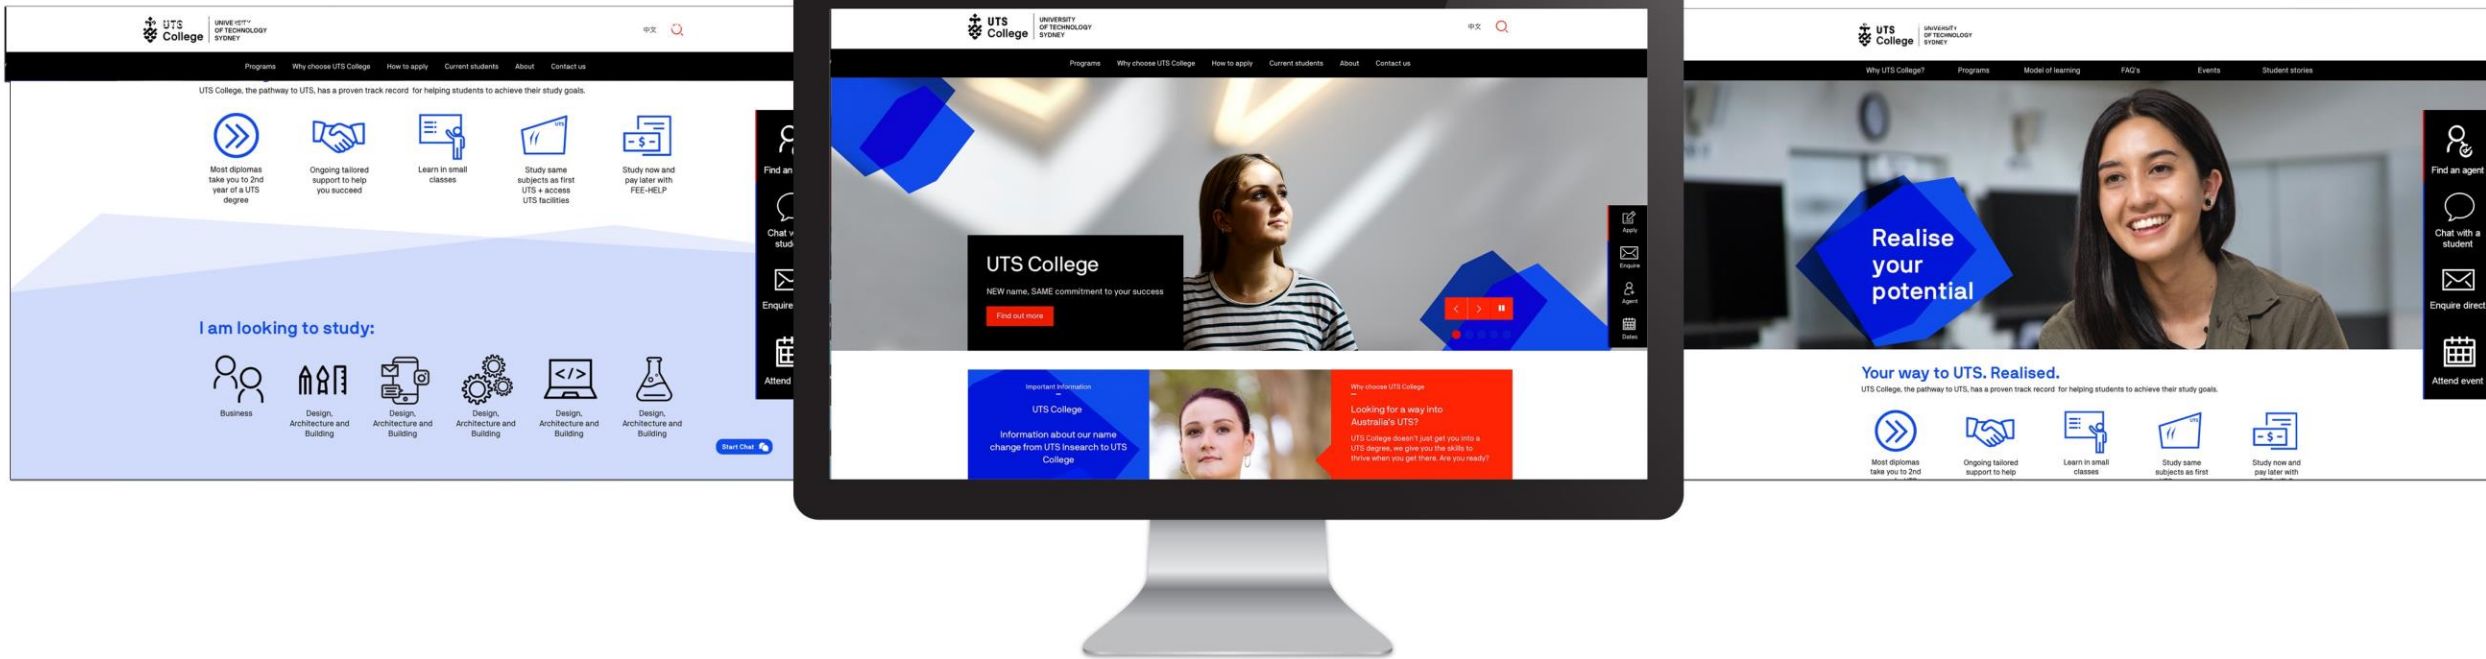 UTS
College
UNIVERSITY
OF TECHNOLOGY
SYDNEY
中文
Programs Why choose UTS College How to apply Current students About Contact us
UTS College, the pathway to UTS, has a proven track record for helping students to achieve their study goals.
Most diplomas
take you to 2nd
year of a UTS
degree
Ongoing tailored
support to help
you succeed
Learn in small
classes
UTS
Study same
subjects as first
UTS + access
UTS facilities
- $ -
Study now and
pay later with
FEE-HELP
Find an
Chat
Enquire
Attend
I am looking to study:
Business
Design,
Architecture and
Building
Design,
Architecture and
Building
Design,
Architecture and
Building
</>
Design,
Architecture and
Building
Design,
Architecture and
Building
Start Chat
UTS
College
UNIVERSITY
OF TECHNOLOGY
SYDNEY
中文
Programs Why choose UTS College How to apply Current students About Contact us
UTS College
NEW name, SAME commitment to your success
Find out more
Apply
Enquire
Agent
Dates
Important Information
UTS College
Information about our name
change from UTS Insearch to UTS
College
Why choose UTS College
Looking for a way into
Australia's UTS?
UTS College doesn't just get you into a
UTS degree, we give you the skills to
thrive when you get there. Are you ready?
UTS
College
UNIVERSITY
OF TECHNOLOGY
SYDNEY
Why UTS College? Programs Model of learning FAQ's Events Student stories
Realise
your
potential
Find an agent
Chat with a
student
Enquire direct
Attend event
Your way to UTS. Realised.
UTS College, the pathway to UTS, has a proven track record for helping students to achieve their study goals.
Most diplomas
take you to 2nd
Ongoing tailored
support to help
Learn in small
classes
UTS
Study same
subjects as first
- $ -
Study now and
pay later with